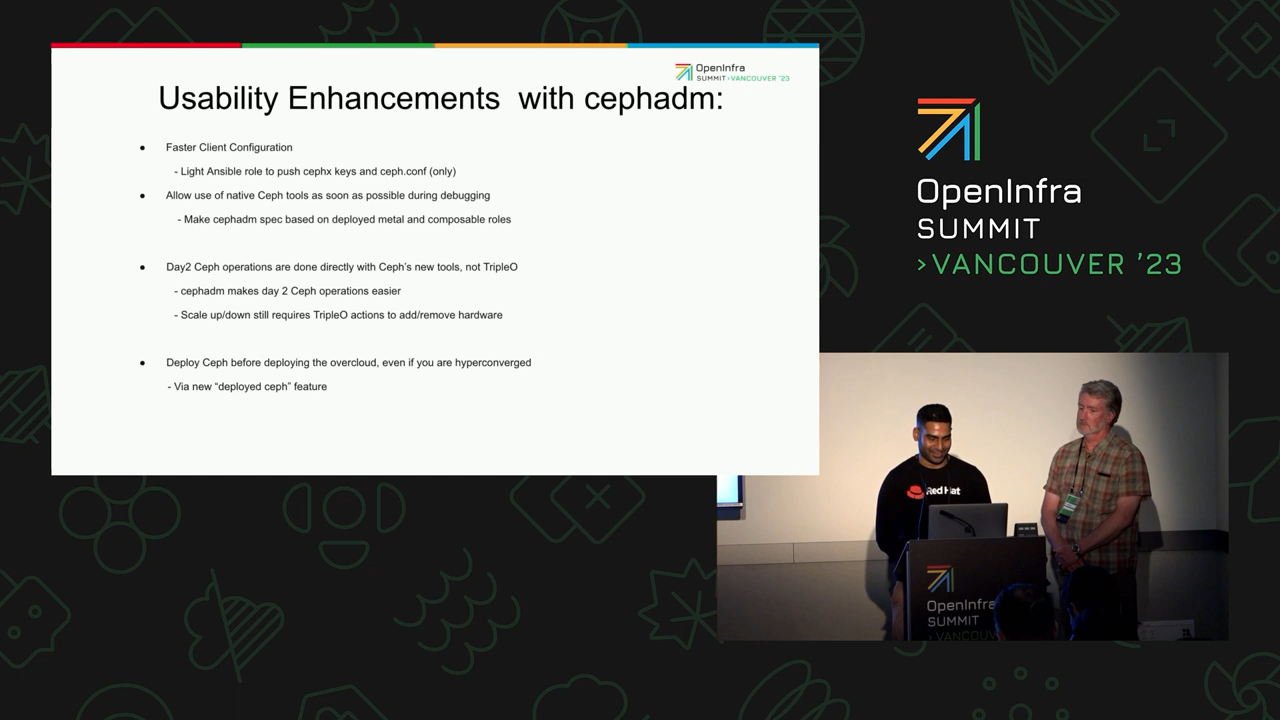 OpenInfra
SUMMIT ›VANCOUVER '23
Usability Enhancements with cephadm:
● Faster Client Configuration
- Light Ansible role to push cephx keys and ceph.conf (only)
● Allow use of native Ceph tools as soon as possible during debugging
- Make cephadm spec based on deployed metal and composable roles
● Day2 Ceph operations are done directly with Ceph's new tools, not TripleO
- cephadm makes day 2 Ceph operations easier
- Scale up/down still requires TripleO actions to add/remove hardware
● Deploy Ceph before deploying the overcloud, even if you are hyperconverged
- Via new “deployed ceph” feature
OpenInfra
SUMMIT
›VANCOUVER '23
Red Hat
OpenInfra
SUMMIT
› VANCOUV